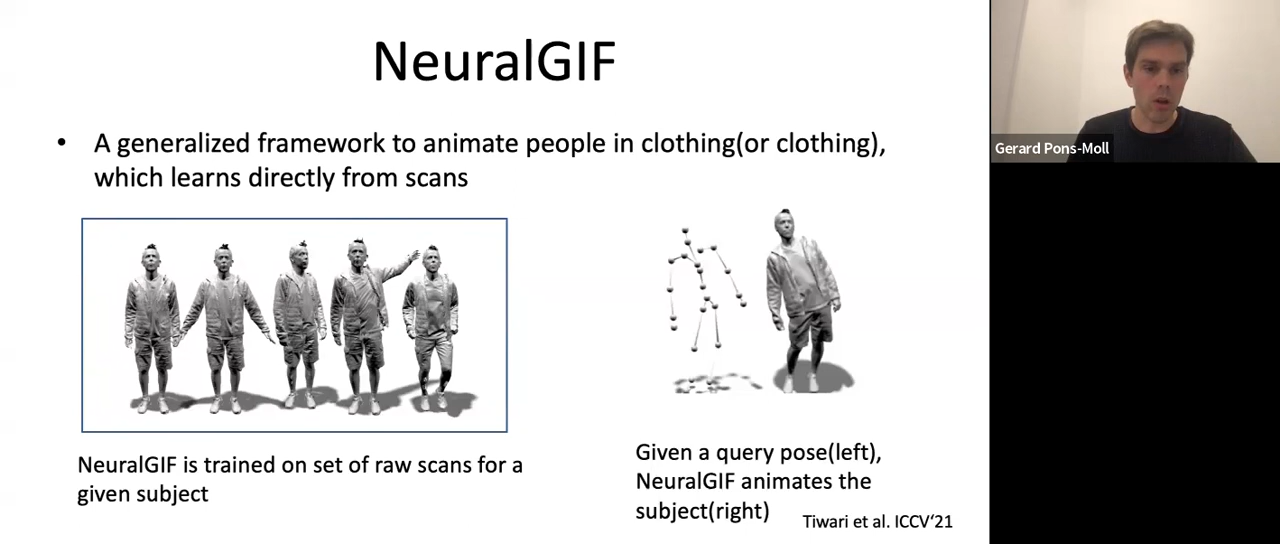 NeuralGIF
• A generalized framework to animate people in clothing(or clothing),
which learns directly from scans
NeuralGIF is trained on set of raw scans for a
given subject
Given a query pose(left),
NeuralGIF animates the
subject(right)
Tiwari et al. ICCV‘21
Gerard Pons-Moll